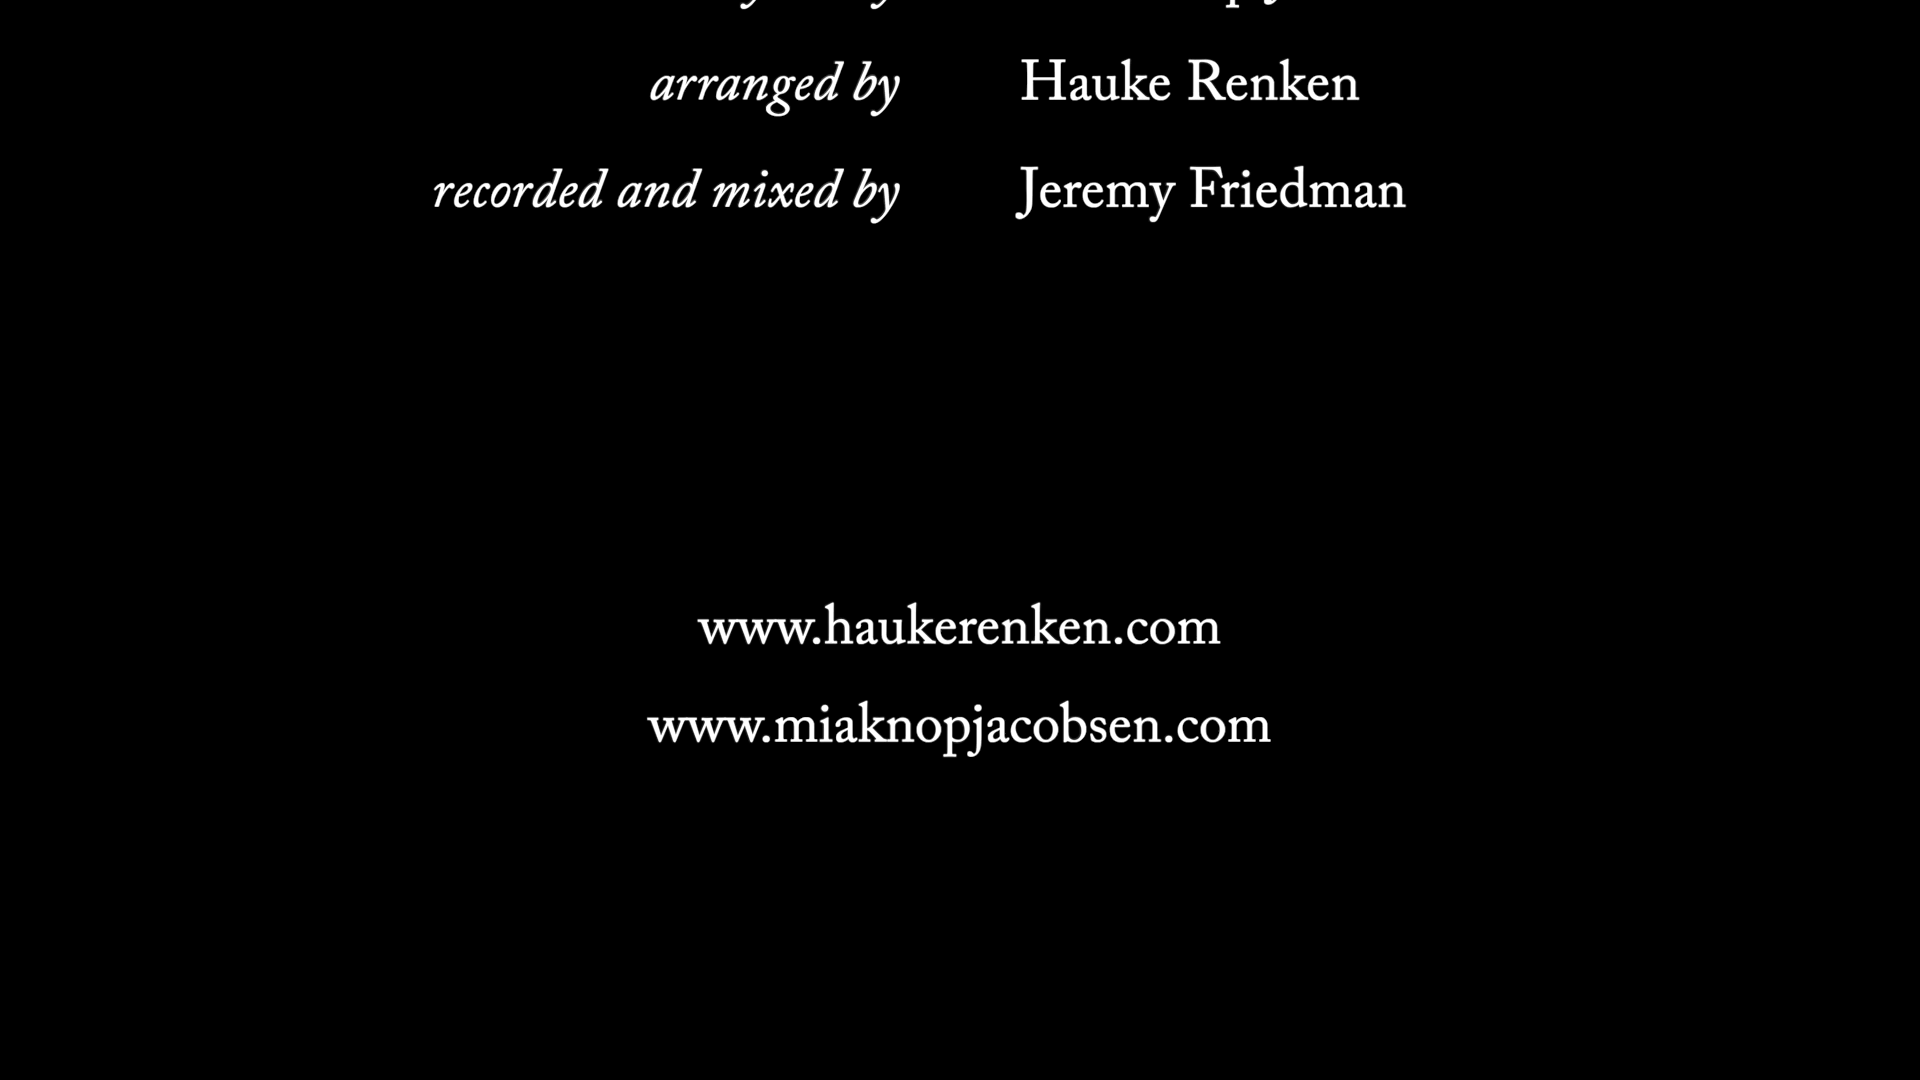 arranged by Hauke Renken
recorded and mixed by Jeremy Friedman
www.haukerenken.com
www.miaknopjacobsen.com